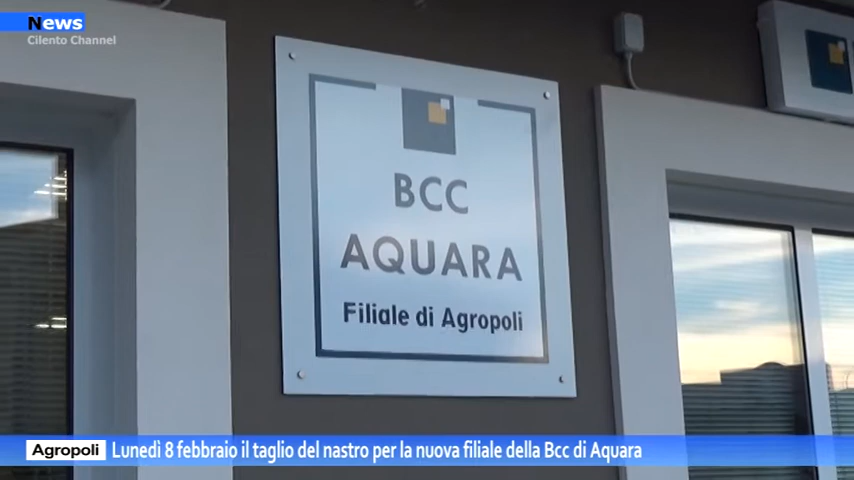 News
Cilento Channel
BCC
AQUARA
Filiale di Agropoli
Agropoli Lunedì 8 febbraio il taglio del nastro per la nuova filiale della Bcc di Aquara